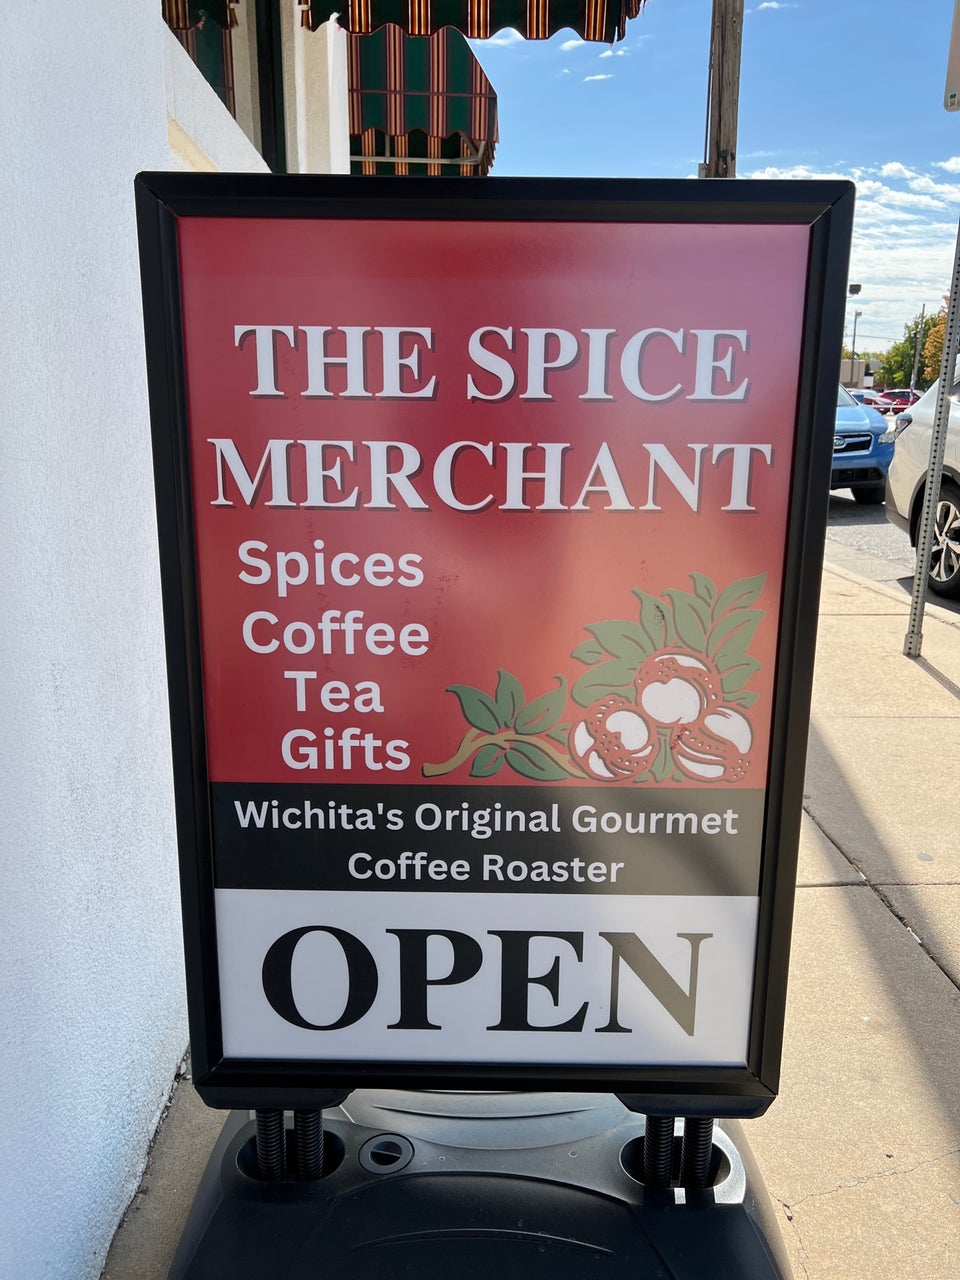 THE SPICE
MERCHANT
Spices
Coffee
Tea
Gifts
Wichita's Original Gourmet
Coffee Roaster
OPEN